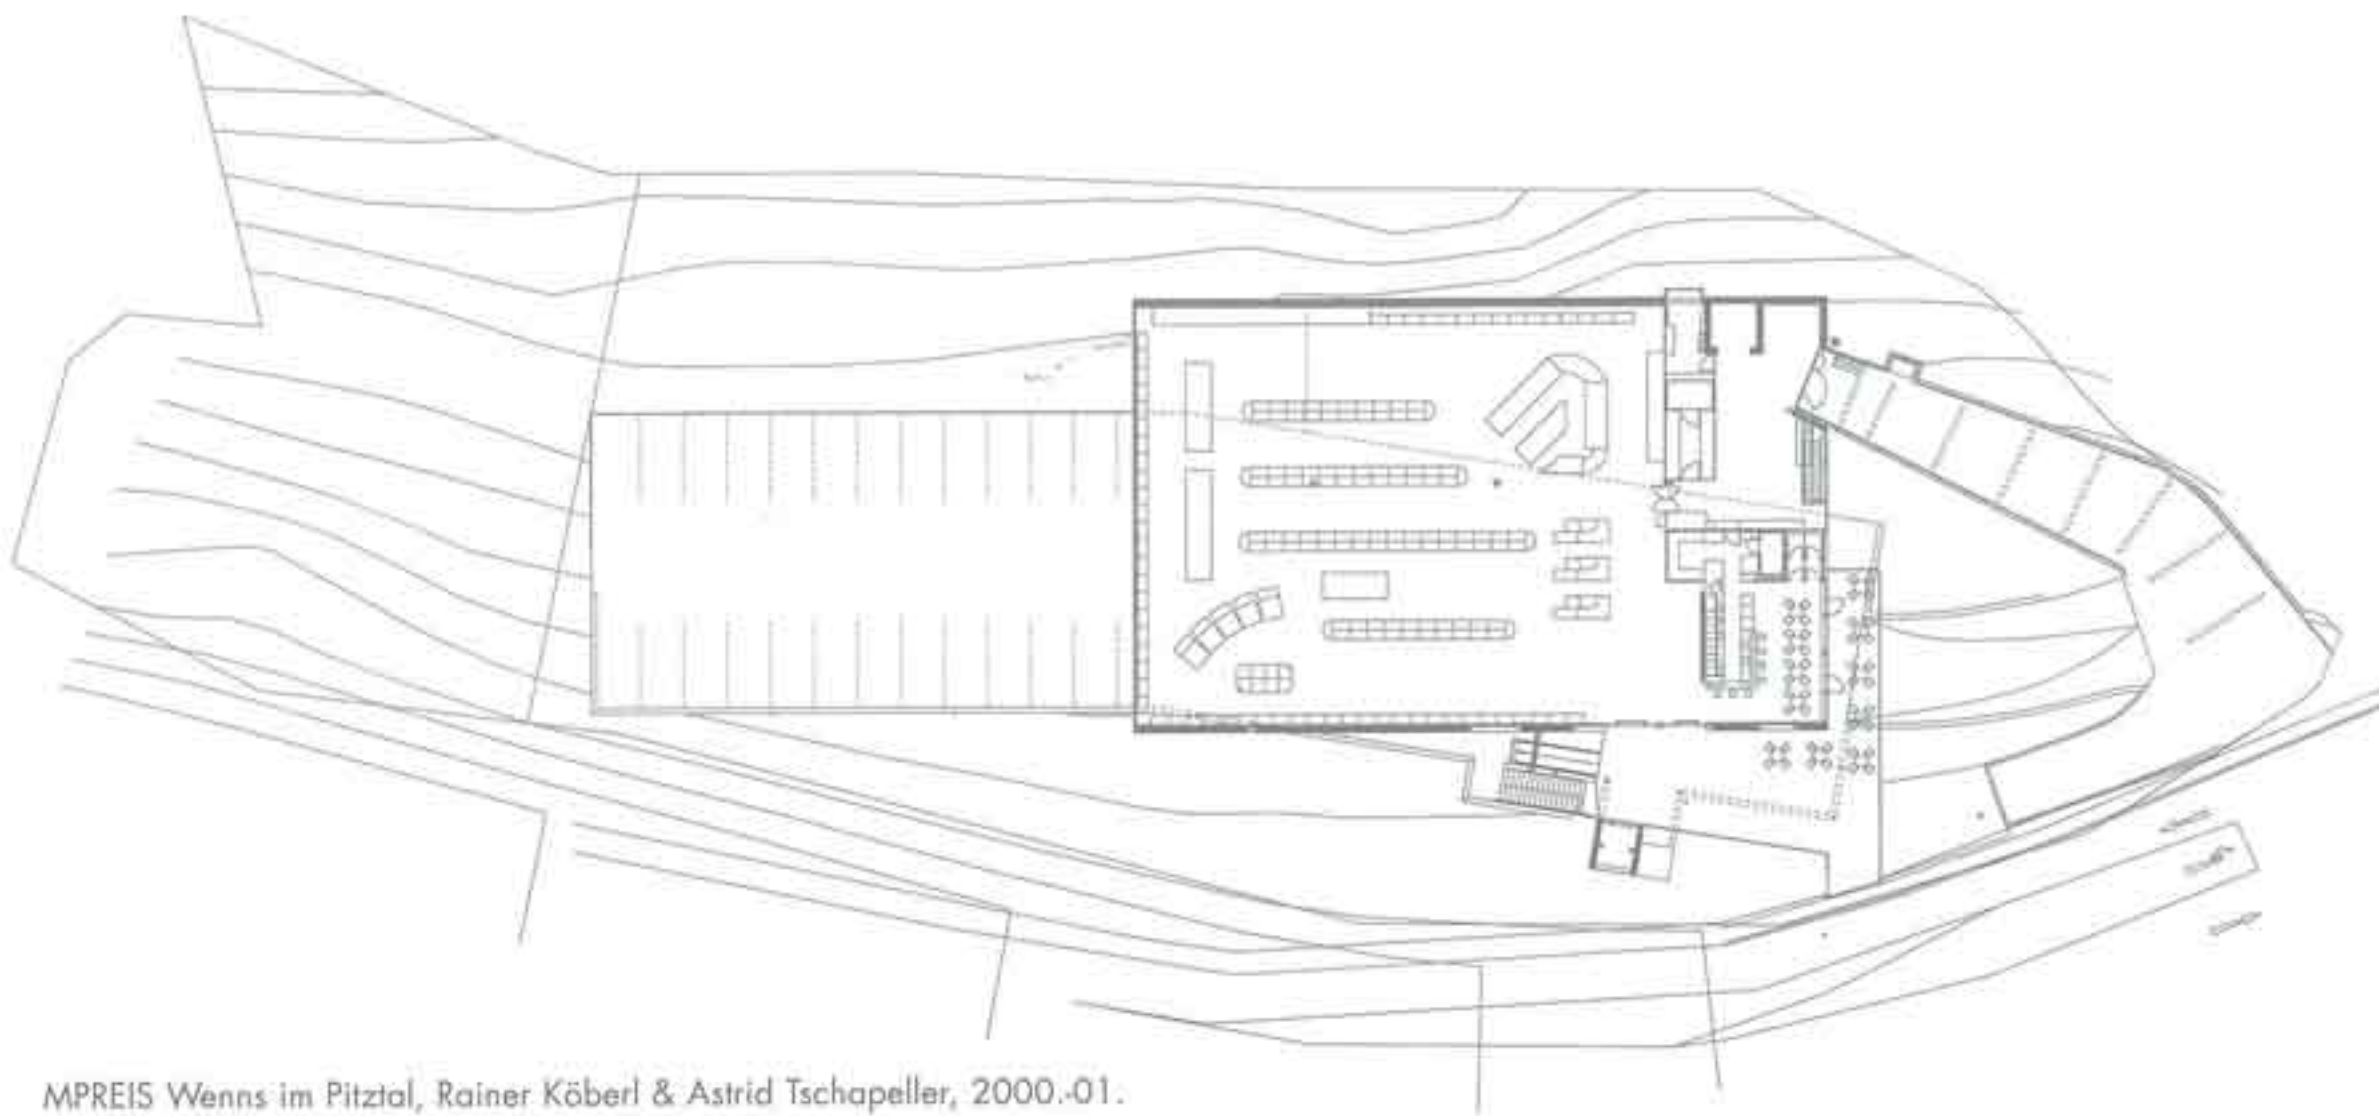 MPREIS Wenns im Pitztal, Rainer Köberl & Astrid Tschapeller, 2000.-01.